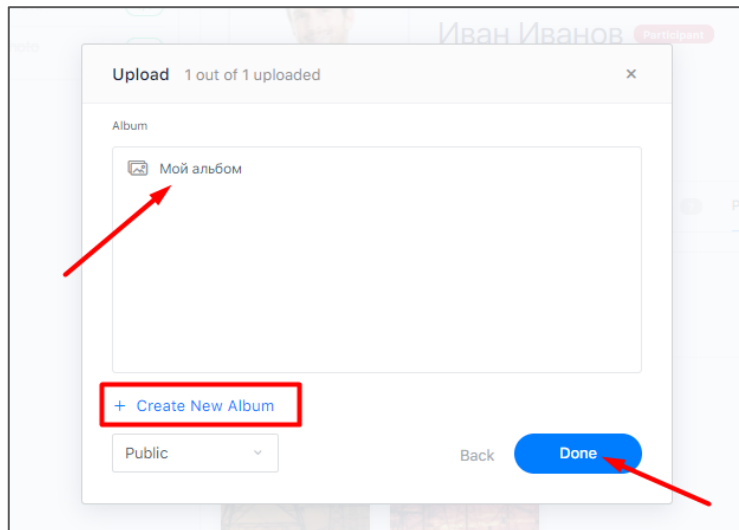 Иван Иванов Participant
Upload 1 out of 1 uploaded ×
Album
Мой альбом
+ Create New Album
Public
Back Done